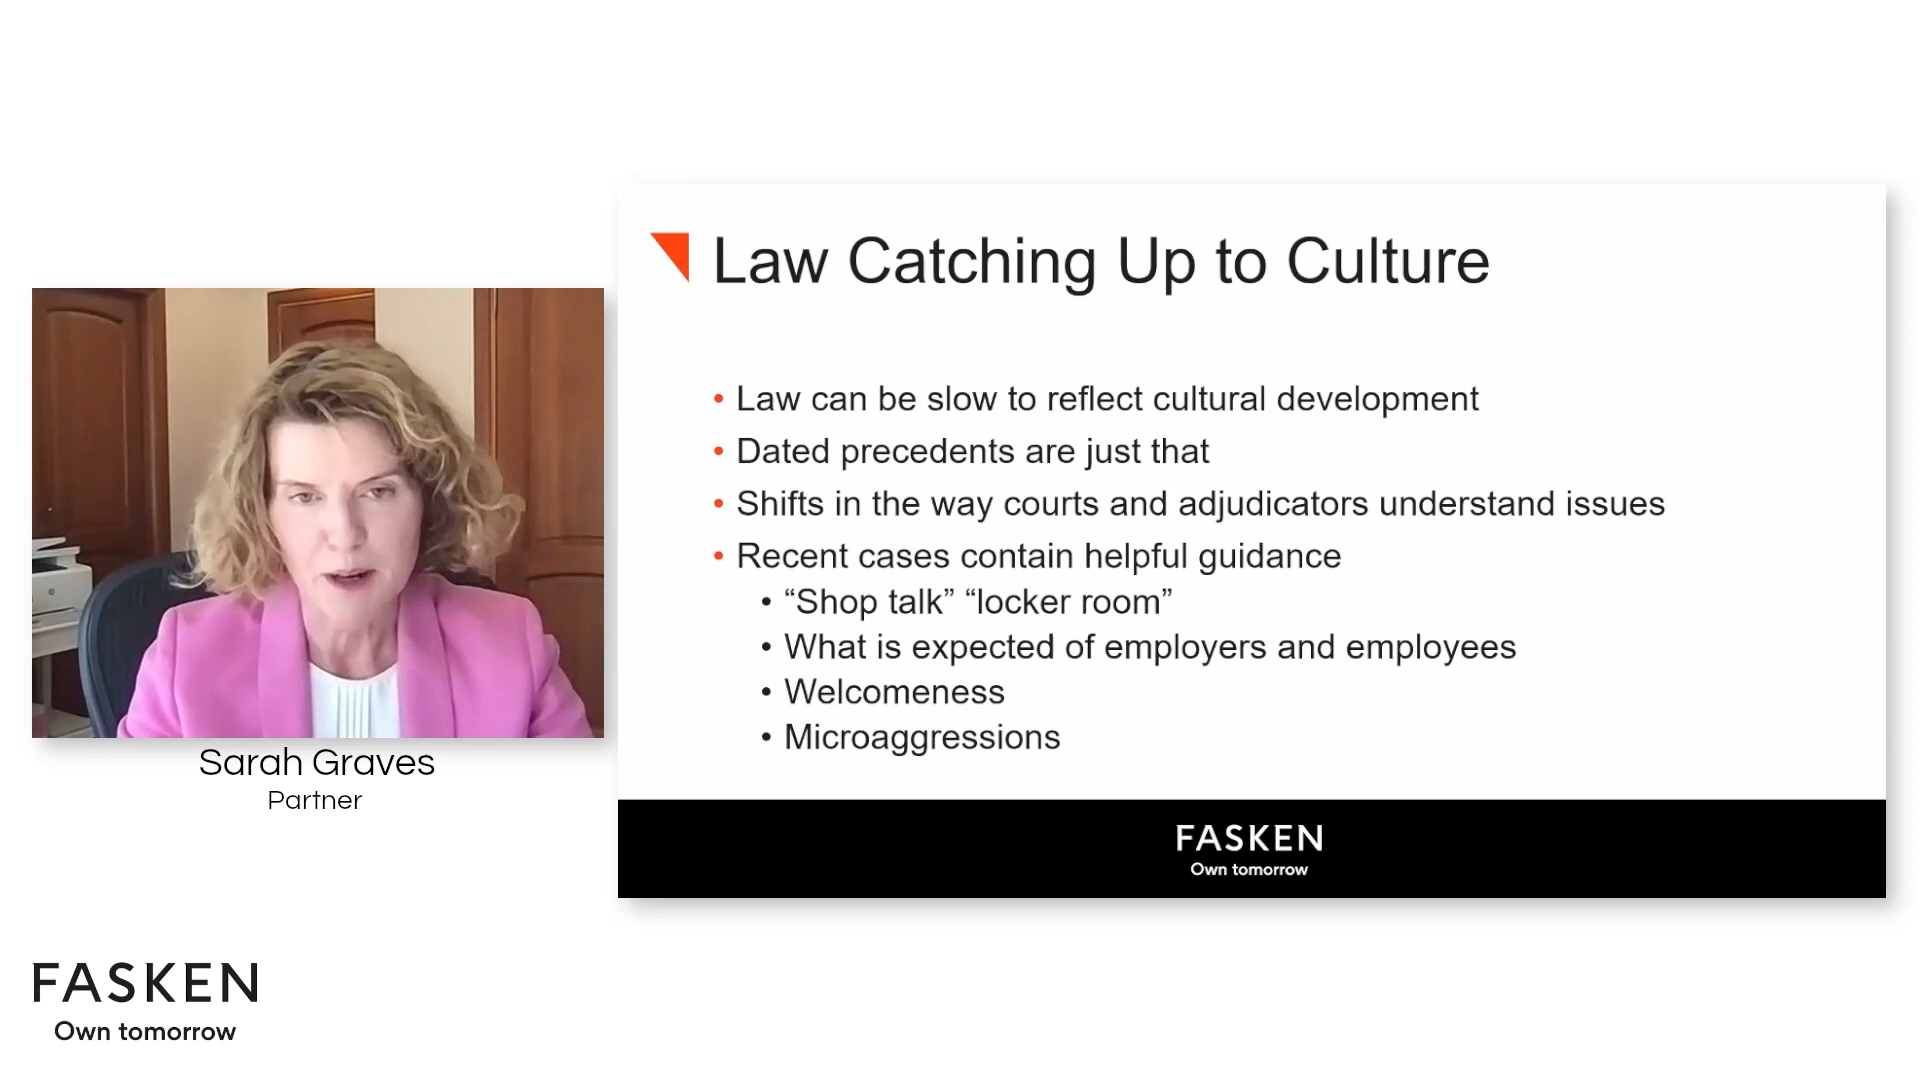 Law Catching Up to Culture
• Law can be slow to reflect cultural development
• Dated precedents are just that
• Shifts in the way courts and adjudicators understand issues
• Recent cases contain helpful guidance
• “Shop talk” “locker room”
• What is expected of employers and employees
• Welcomeness
• Microaggressions
FASKEN
Own tomorrow
Sarah Graves
Partner
FASKEN
Own tomorrow